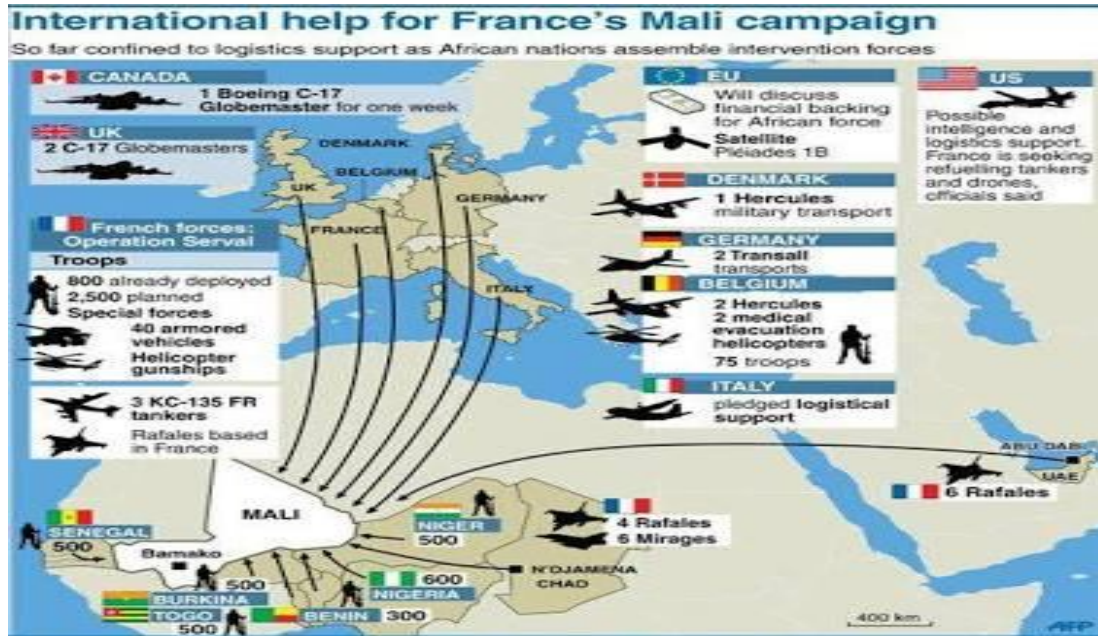 International help for France's Mali campaign
So far confined to logistics support as African nations assemble intervention forces
CANADA
1 Boeing C-17
Globemaster for one week
UK
2 C-17 Globemasters
French forces:
Operation Serval
Troops
800 already deployed
2,500 planned
Special forces
40 armored
vehicles
Helicopter
gunships
3 KC-135 FR
tankers
Rafales based
in France
DENMARK
BELGIUM
UK
GERMANY
FRANCE
ITALY
EU
Will discuss
financial backing
for African force
Satellite
Pléiades 1B
DENMARK
1 Hercules
military transport
GERMANY
2 Transall
transports
BELGIUM
2 Hercules
2 medical
evacuation
helicopters
75 troops
ITALY
pledged logistical
support
US
Possible
intelligence and
logistics support.
France is seeking
refuelling tankers
and drones,
officials said
ABU DABI
UAE
6 Rafales
MALI
Bamako
SENEGAL
500
NIGER
500
4 Rafales
6 Mirages
N'DJAMENA
CHAD
500
BURKINA
TOGO
500
600
NIGERIA
BENIN 300
400 km
AFP